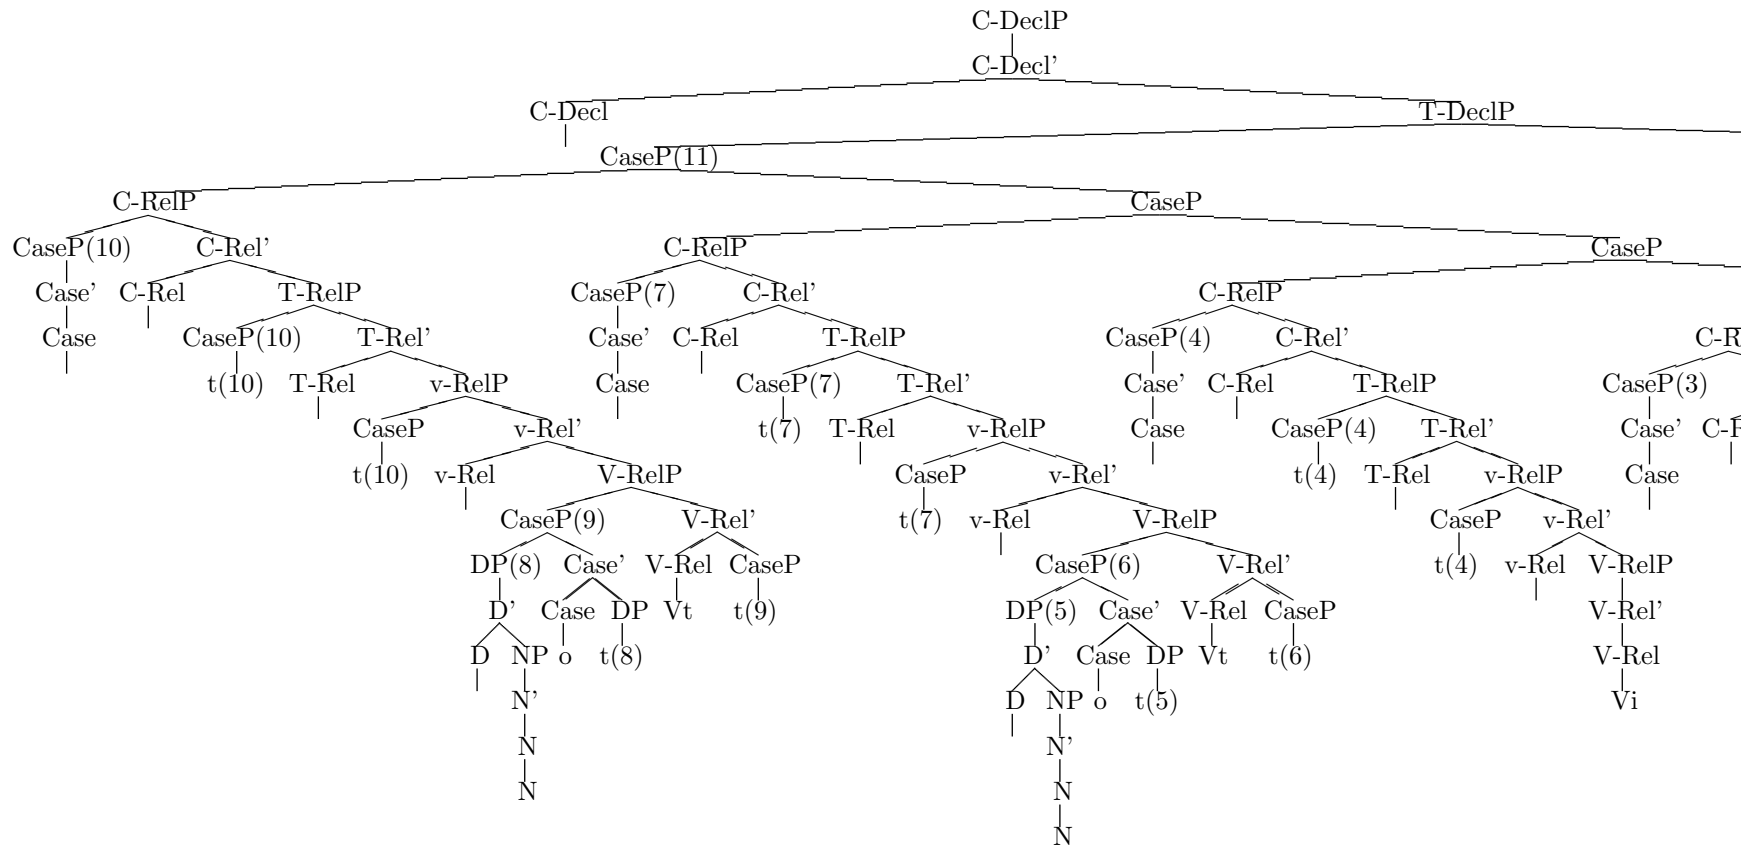 C-DeclP
C-Decl’
C-Decl T-DeclP
CaseP(11)
C-RelP CaseP
CaseP(10) C-Rel’ C-RelP CaseP
Case’ C-Rel T-RelP CaseP(7) C-Rel’ C-RelP
Case CaseP(10) T-Rel’ Case’ C-Rel T-RelP CaseP(4) C-Rel’
t(10) T-Rel v-RelP Case CaseP(7) T-Rel’ Case’ C-Rel T-RelP CaseP(3)
CaseP v-Rel’ t(7) T-Rel v-RelP Case CaseP(4) T-Rel’ Case’
t(10) v-Rel V-RelP CaseP v-Rel’ t(4) T-Rel v-RelP Case
CaseP(9) V-Rel’ t(7) v-Rel V-RelP CaseP v-Rel’
DP(8) Case’ V-Rel CaseP CaseP(6) V-Rel’ t(4) v-Rel V-RelP
D’ Case DP Vt t(9) DP(5) Case’ V-Rel CaseP V-Rel’
D NP o t(8) D’ Case DP Vt t(6) V-Rel
N’ D NP o t(5) Vi
N N’
N N
N